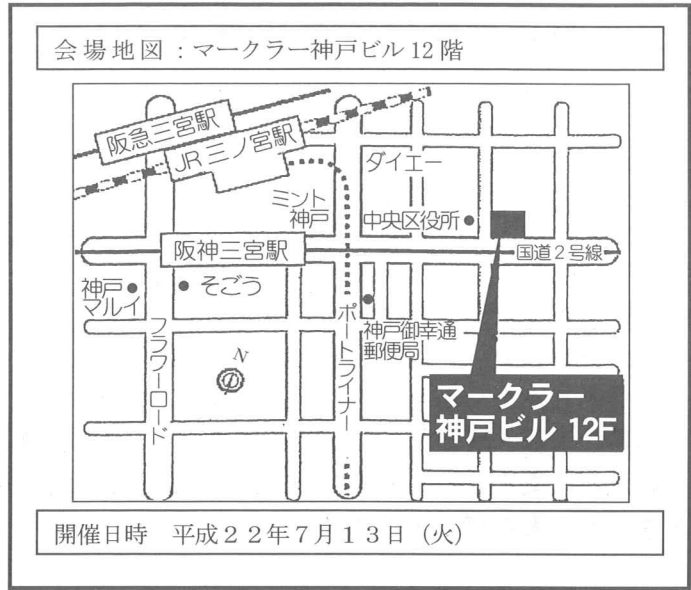 会場地図：マークラー神戸ビル12階
阪急三宮駅
JR三ノ宮駅
ダイエー
ミント
神戸
中央区役所
阪神三宮駅
国道２号線
神戸
マルイ
そごう
神戸御幸通
郵便局
フラワーロード
ポートライナー
N
マークラー
神戸ビル 12F
開催日時　平成２２年７月１３日（火）